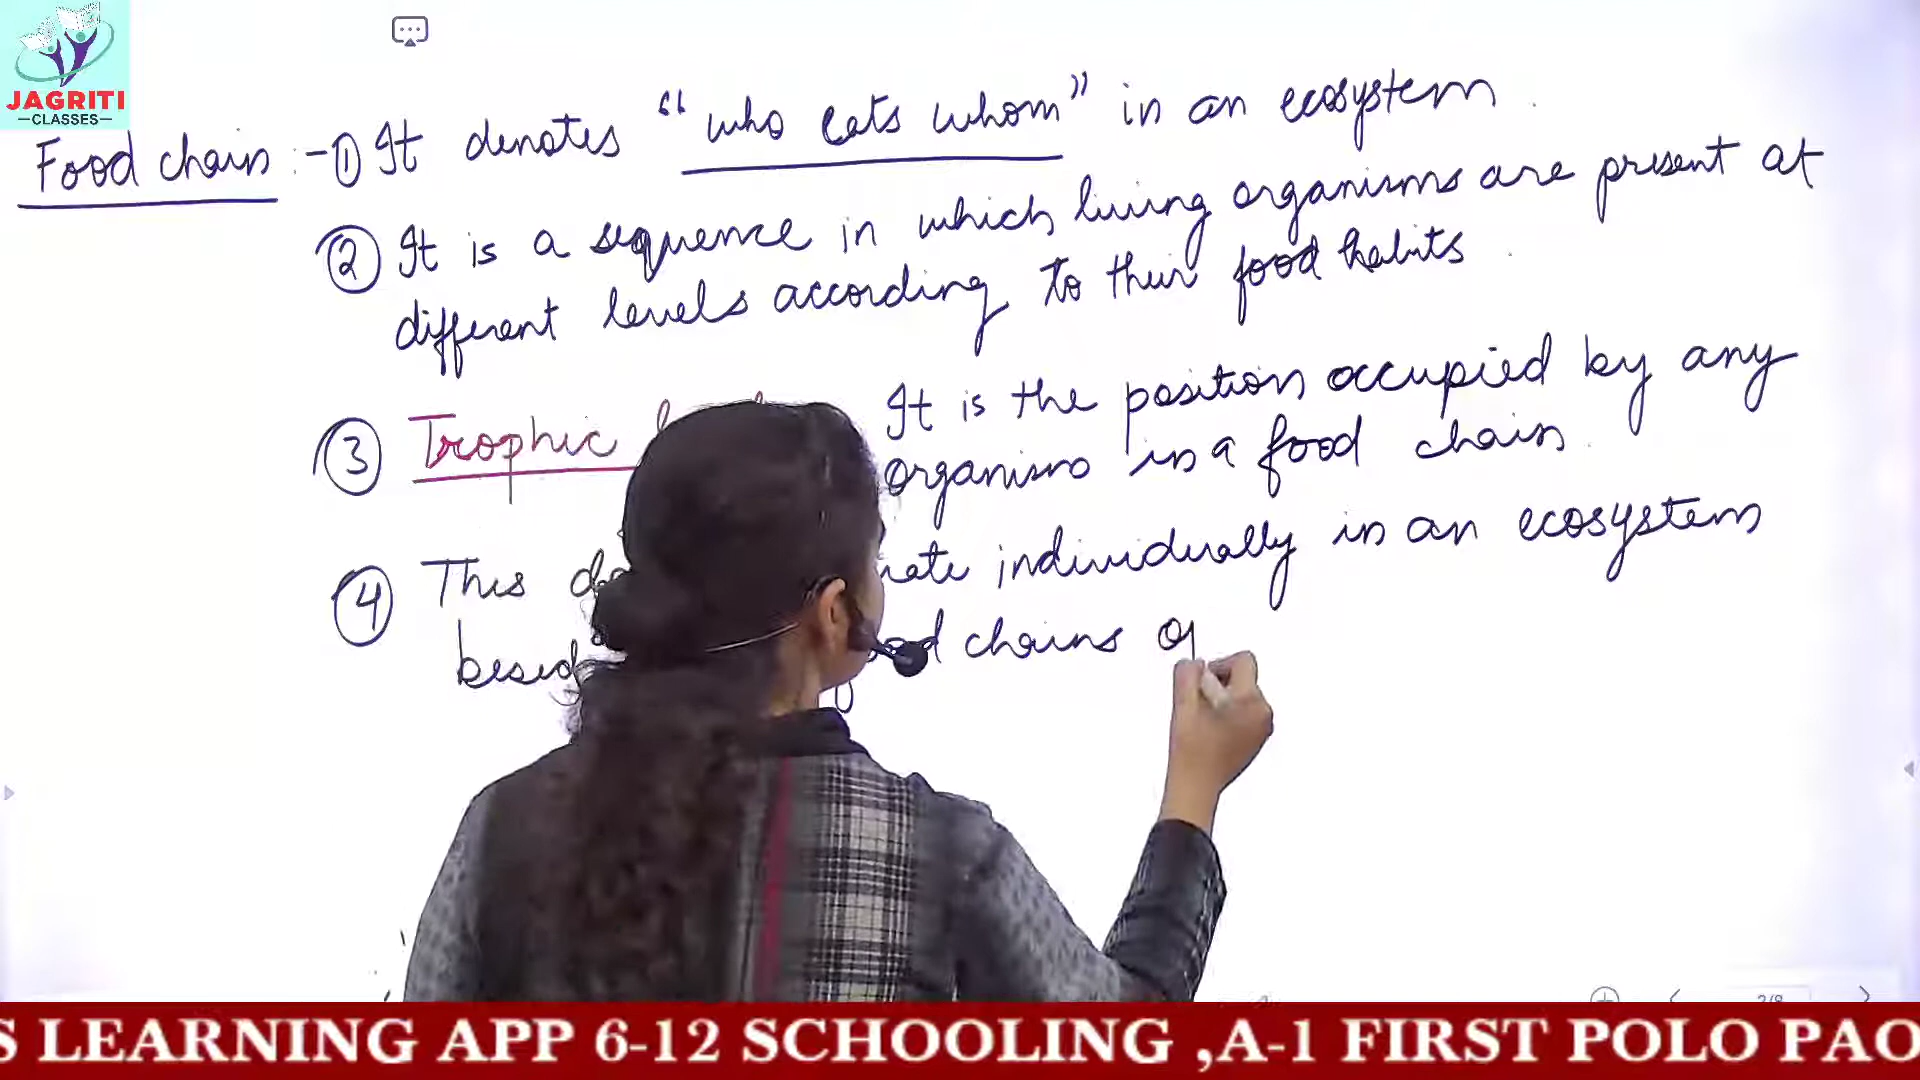 JAGRITI
—CLASSES—
Food chain :- ① It denotes "who eats whom" in an ecosystem.
② It is a sequence in which living organisms are present at
different levels according to their food habits.
③ Trophic It is the position occupied by any
organism in a food chain.
④ This individually in an ecosystem
chains
S LEARNING APP 6-12 SCHOOLING ,A-1 FIRST POLO PAO